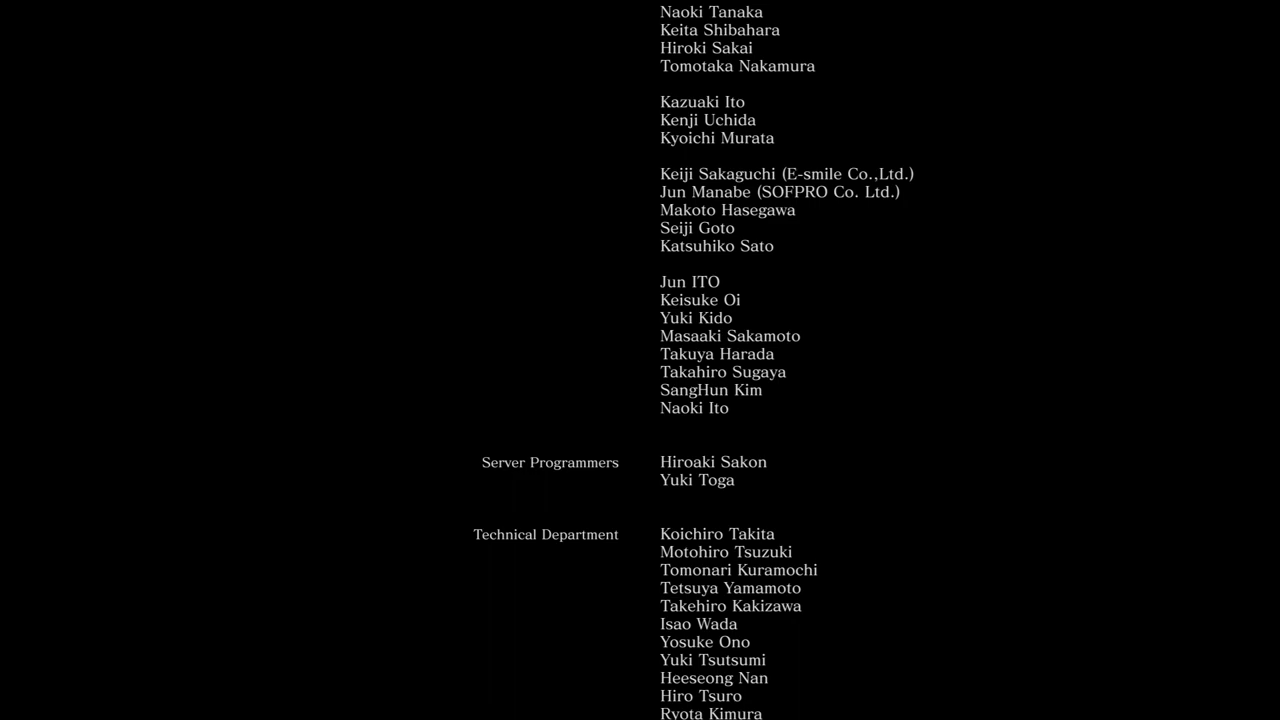 Naoki Tanaka
Keita Shibahara
Hiroki Sakai
Tomotaka Nakamura
Kazuaki Ito
Kenji Uchida
Kyoichi Murata
Keiji Sakaguchi (E-smile Co.,Ltd.)
Jun Manabe (SOFPRO Co. Ltd.)
Makoto Hasegawa
Seiji Goto
Katsuhiko Sato
Jun ITO
Keisuke Oi
Yuki Kido
Masaaki Sakamoto
Takuya Harada
Takahiro Sugaya
SangHun Kim
Naoki Ito
Server Programmers Hiroaki Sakon
Yuki Toga
Technical Department Koichiro Takita
Motohiro Tsuzuki
Tomonari Kuramochi
Tetsuya Yamamoto
Takehiro Kakizawa
Isao Wada
Yosuke Ono
Yuki Tsutsumi
Heeseong Nan
Hiro Tsuro
Ryota Kimura